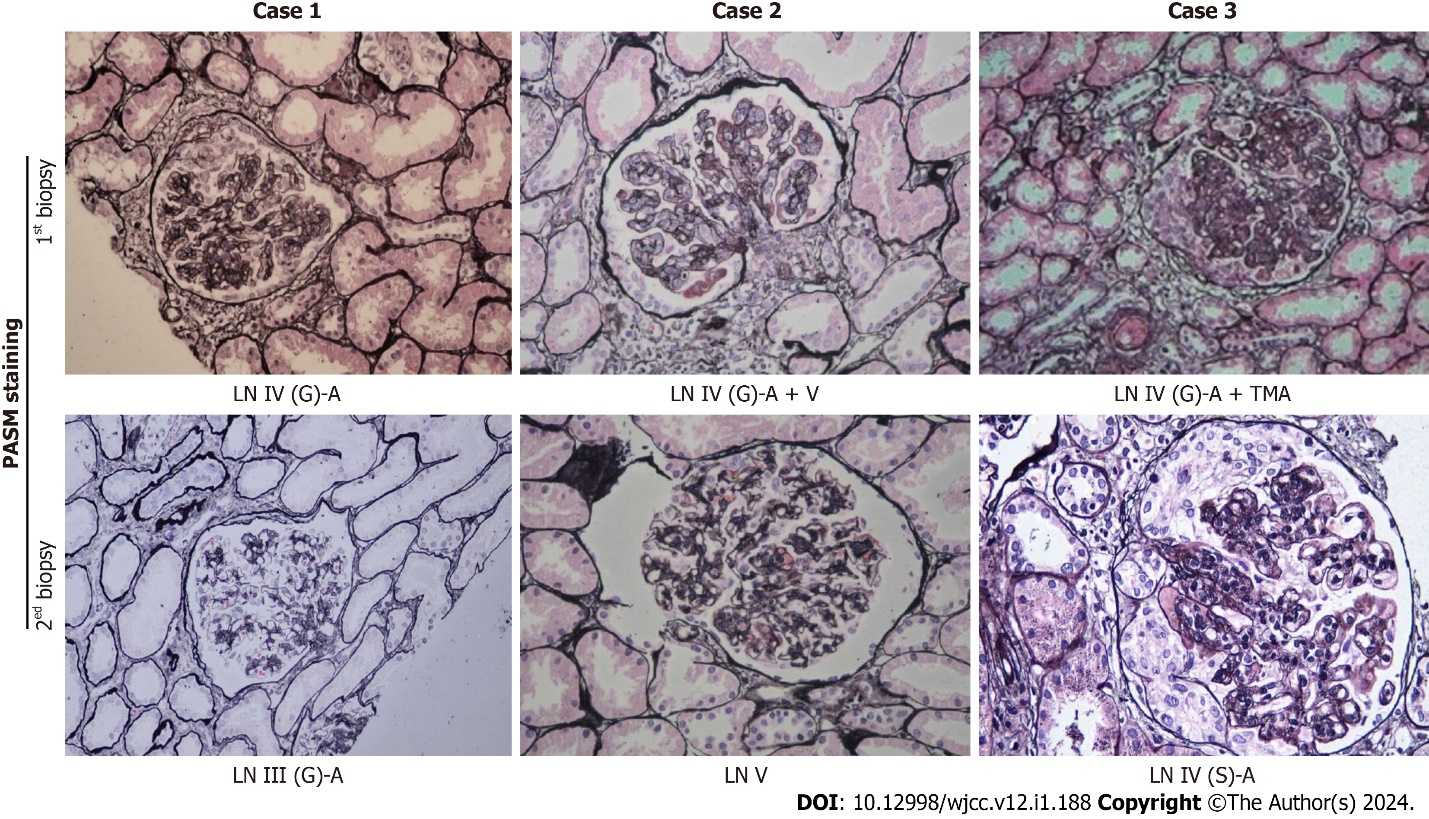 Case 1
Case 2
Case 3
PASM staining
1st biopsy
LN IV (G)-A
LN IV (G)-A + V
LN IV (G)-A + TMA
2ed biopsy
LN III (G)-A
LN V
LN IV (S)-A
DOI: 10.12998/wjcc.v12.i1.188 Copyright ©The Author(s) 2024.